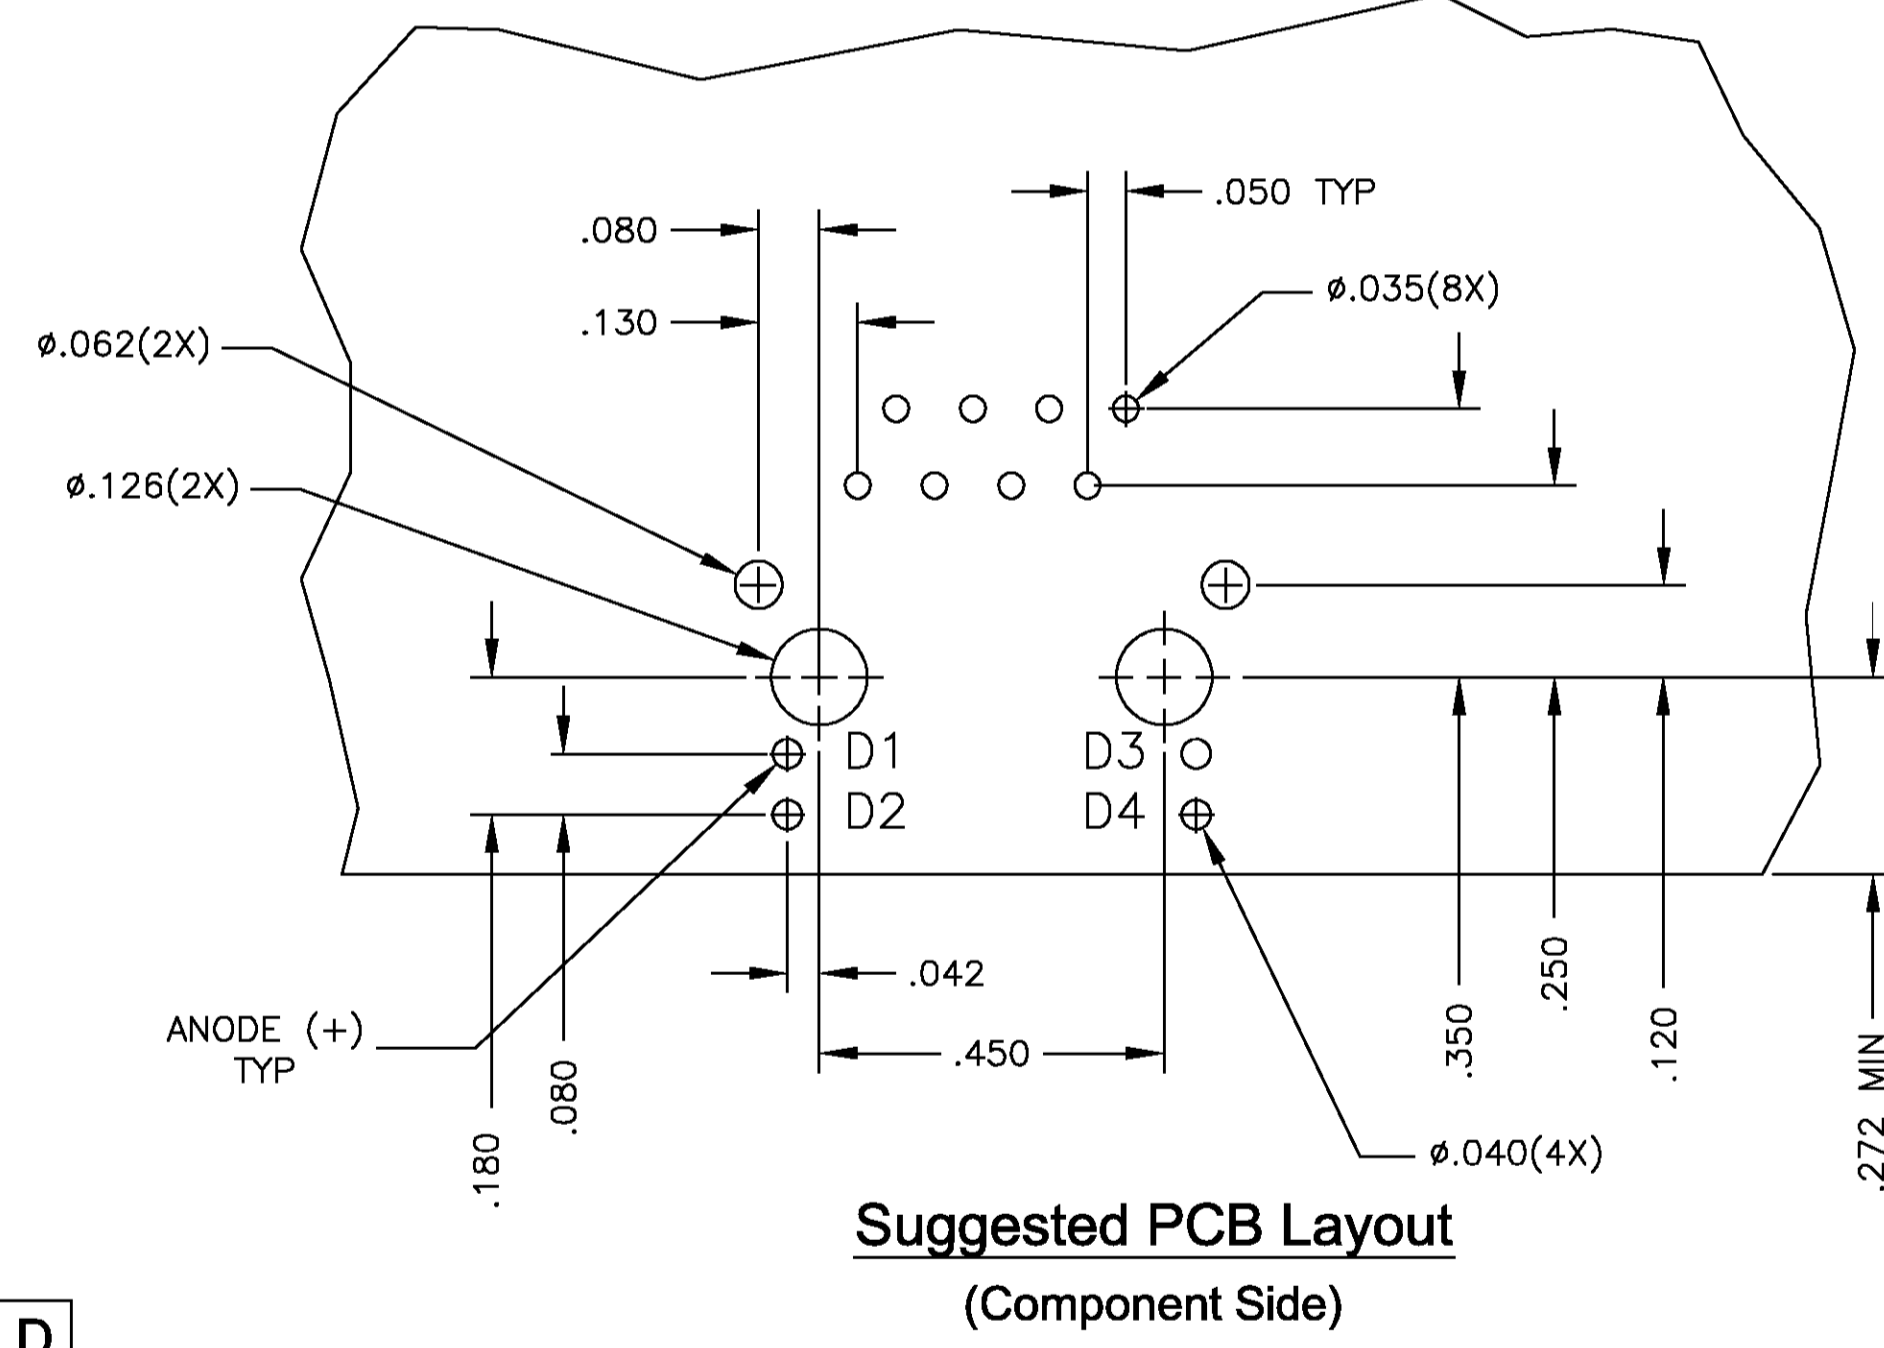 .050 TYP
.080
ø.035(8X)
.130
ø.062(2X)
ø.126(2X)
D1
D3
D2
D4
.042
.250
ANODE (+)
TYP
.450
.350
.120
.080
.272 MIN
.180
ø.040(4X)
Suggested PCB Layout
(Component Side)
D